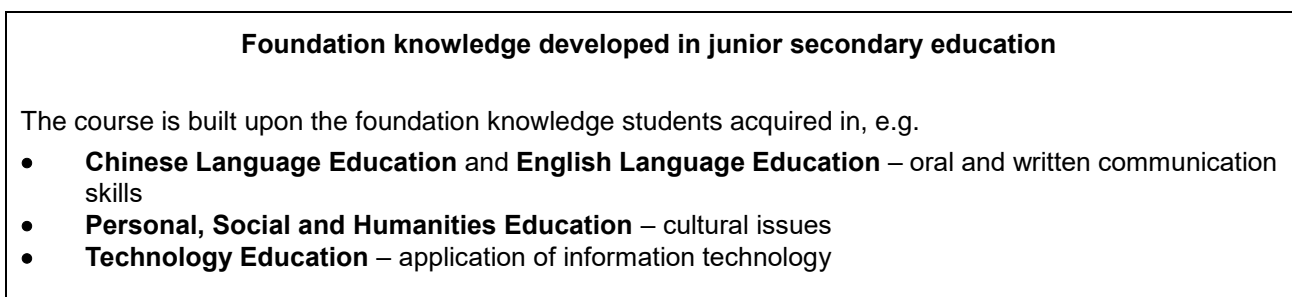 Foundation knowledge developed in junior secondary education
The course is built upon the foundation knowledge students acquired in, e.g.
● Chinese Language Education and English Language Education – oral and written communication
skills
● Personal, Social and Humanities Education – cultural issues
● Technology Education – application of information technology